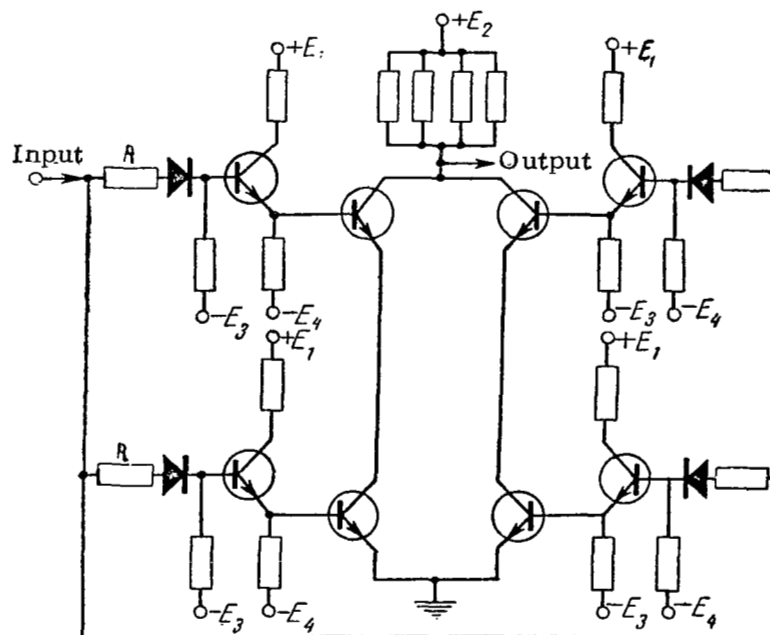 +E₂
+E.
+E₁
Input
R
Output
-E₃
-E₄
-E₃
-E₄
+E₁
+E₁
R
-E₃
-E₄
-E₃
-E₄